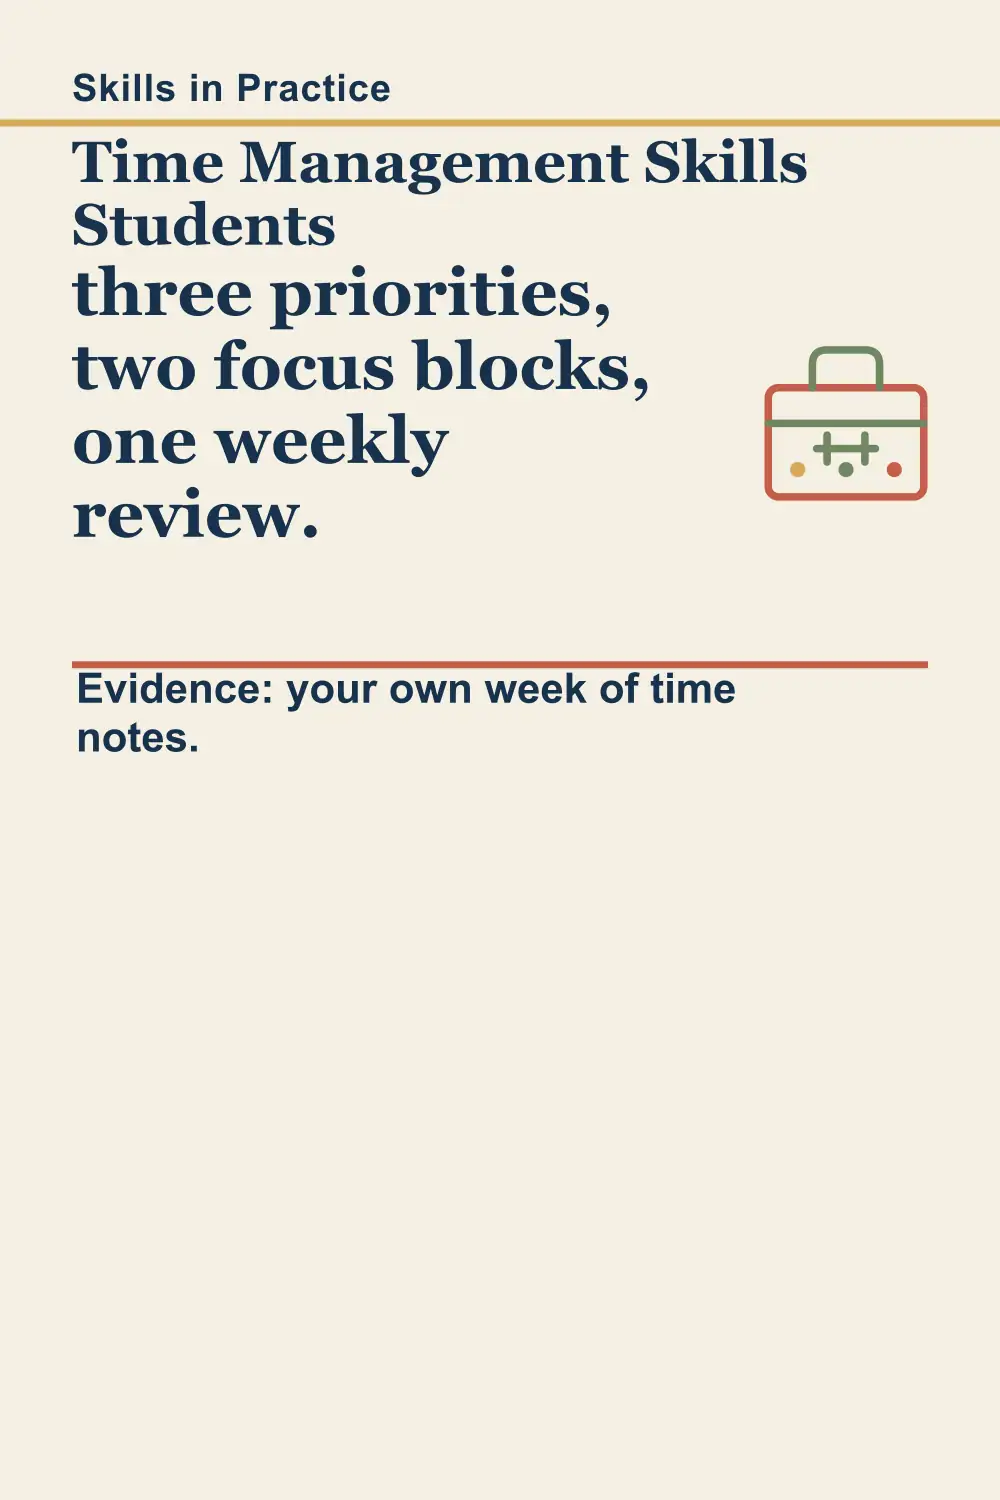 Skills in Practice
Time Management Skills
Students
three priorities,
two focus blocks,
one weekly
review.
Evidence: your own week of time
notes.